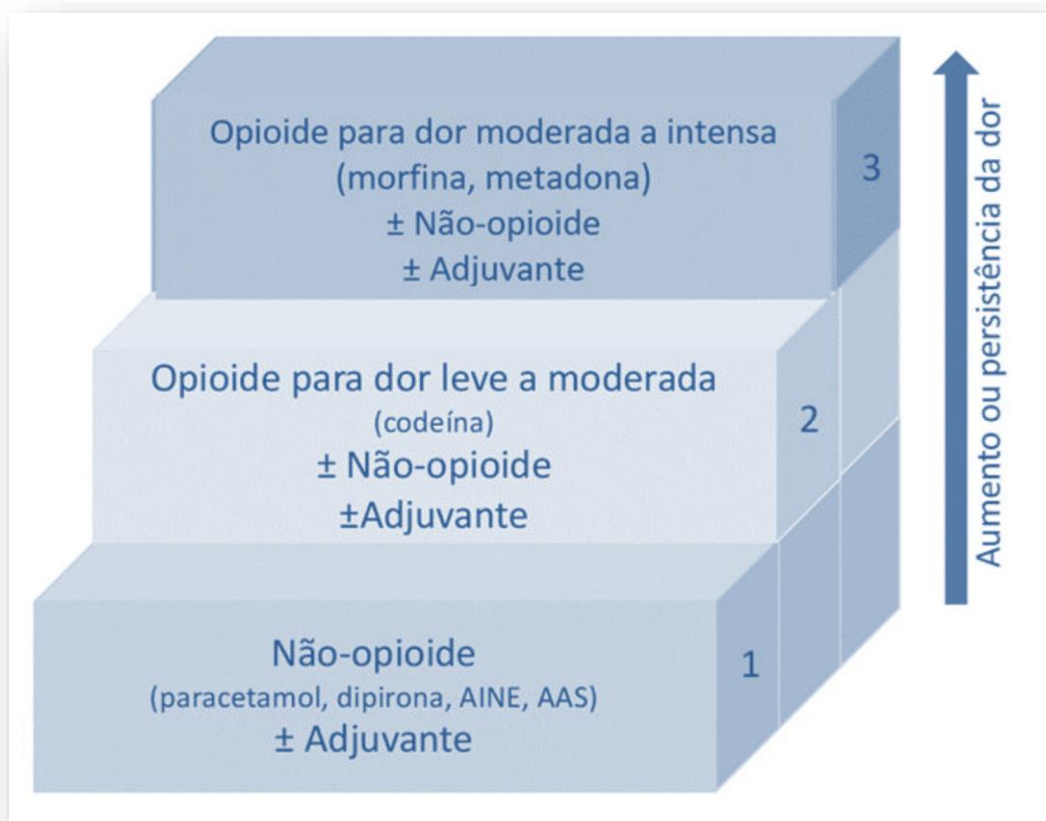 Opioide para dor moderada a intensa
(morfina, metadona)
± Não-opioide
± Adjuvante
3
Opioide para dor leve a moderada
(codeína)
± Não-opioide
±Adjuvante
2
Não-opioide
(paracetamol, dipirona, AINE, AAS)
± Adjuvante
1
Aumento ou persistência da dor